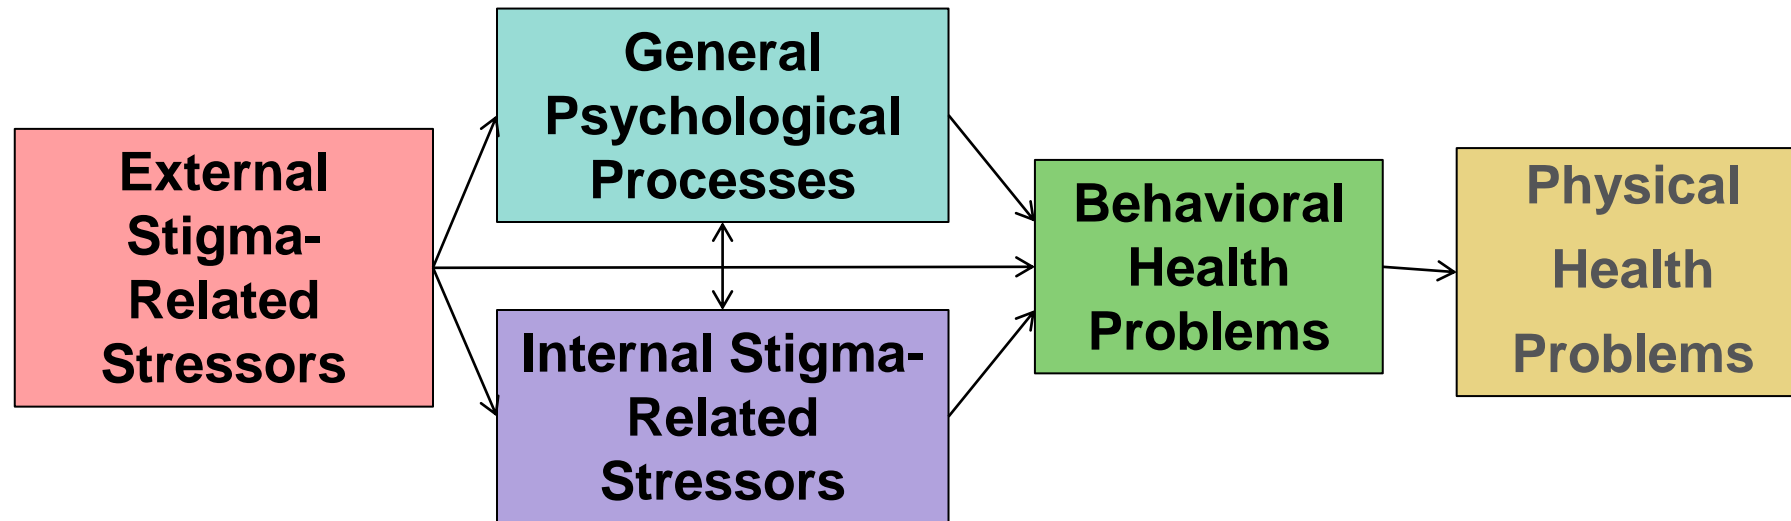 External
Stigma-
Related
Stressors
General
Psychological
Processes
Internal Stigma-
Related
Stressors
Behavioral
Health
Problems
Physical
Health
Problems